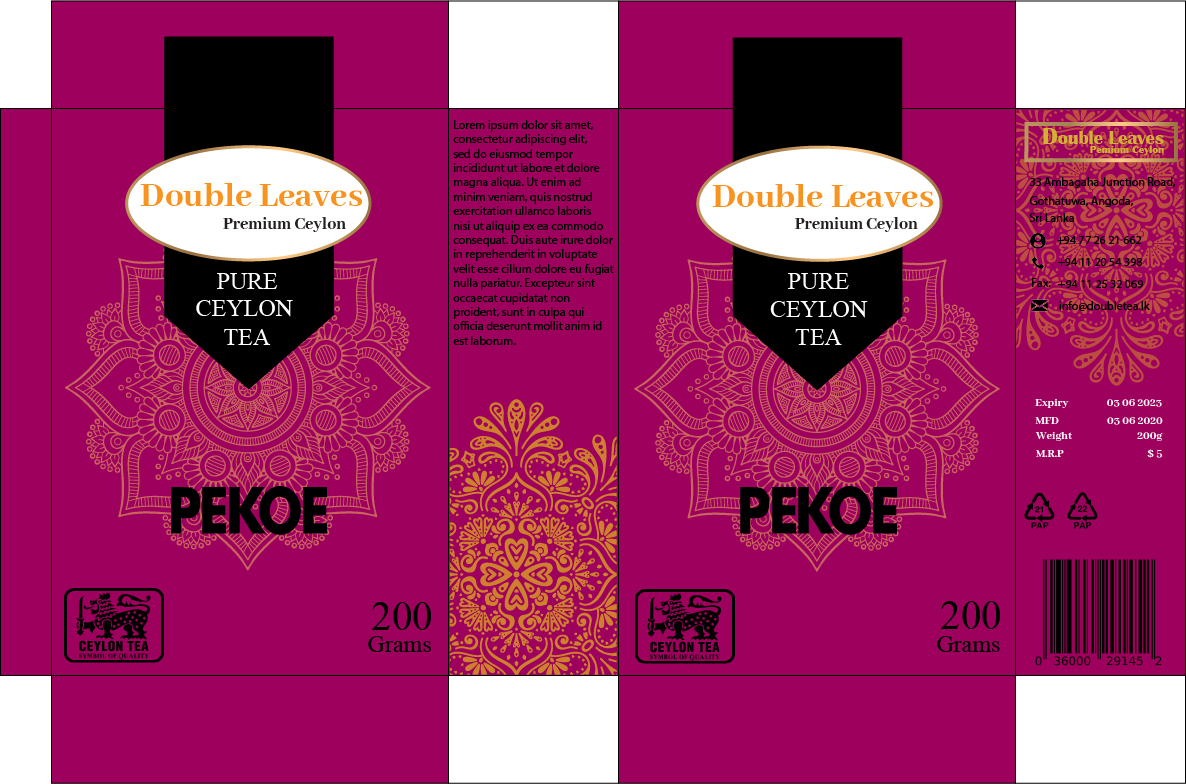 Double Leaves
Premium Ceylon
PURE
CEYLON
TEA
PEKOE
CEYLON TEA
SYMBOL OF QUALITY
200
Grams
Lorem ipsum dolor sit amet,
consectetur adipiscing elit,
sed do eiusmod tempor
incididunt ut labore et dolore
magna aliqua. Ut enim ad
minim veniam, quis nostrud
exercitation ullamco laboris
nisi ut aliquip ex ea commodo
consequat. Duis aute irure dolor
in reprehenderit in voluptate
velit esse cillum dolore eu fugiat
nulla pariatur. Excepteur sint
occaecat cupidatat non
proident, sunt in culpa qui
officia deserunt mollit anim id
est laborum.
Double Leaves
Premium Ceylon
PURE
CEYLON
TEA
PEKOE
CEYLON TEA
SYMBOL OF QUALITY
200
Grams
Double Leaves
Pemium Ceylon
33 Ambagaha Junction Road,
Gothatuwa, Angoda,
Sri Lanka
+94 77 26 21 662
+94 11 20 54 398
Fax: +94 11 25 32 069
info@doubletea.lk
Expiry 03 06 2023
MFD 03 06 2020
Weight 200g
M.R.P $ 5
21 22
PAP PAP
0 36000 29145 2